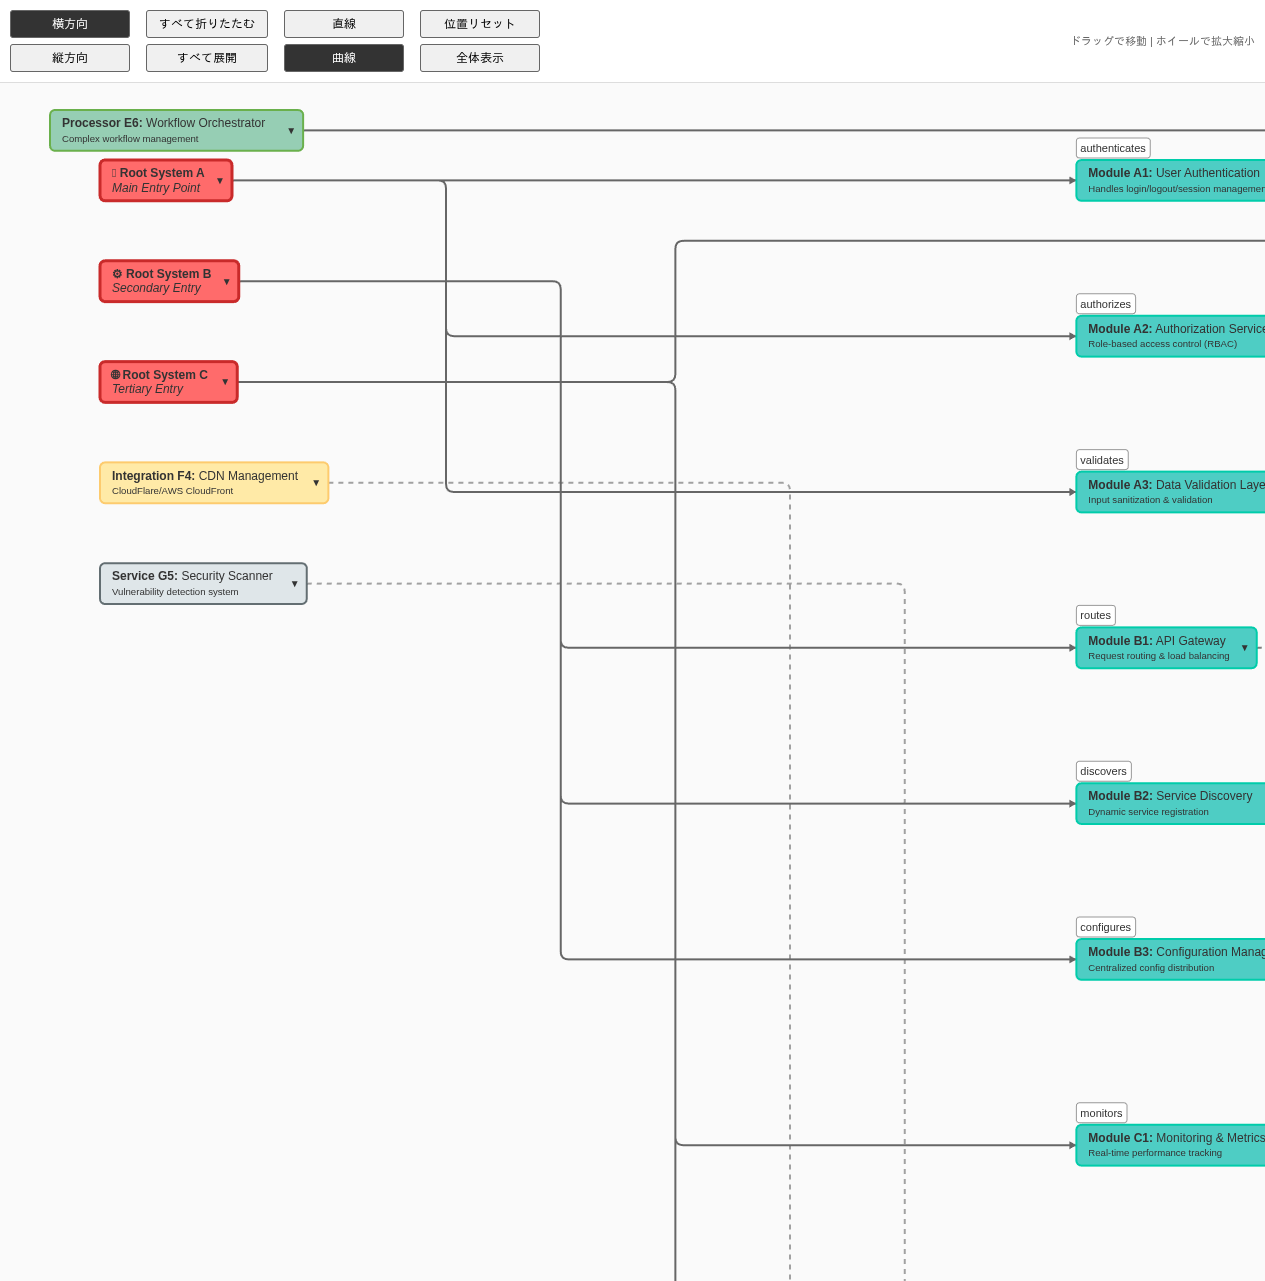 横方向
すべて折りたたむ
直線
位置リセット
縦方向
すべて展開
曲線
全体表示
ドラッグで移動 | ホイールで拡大縮小
Processor E6: Workflow Orchestrator ▼
Complex workflow management
Root System A ▼
Main Entry Point
authenticates
Module A1: User Authentication
Handles login/logout/session
⚙ Root System B ▼
Secondary Entry
authorizes
Module A2: Authorization Service
Role-based access control (RBAC)
🌐 Root System C ▼
Tertiary Entry
Integration F4: CDN Management ▼
CloudFlare/AWS CloudFront
validates
Module A3: Data Validation
Input sanitization & validation
Service G5: Security Scanner ▼
Vulnerability detection system
routes
Module B1: API Gateway ▼
Request routing & load balancing
discovers
Module B2: Service Discovery
Dynamic service registration
configures
Module B3: Configuration
Centralized config distribution
monitors
Module C1: Monitoring & Metrics
Real-time performance tracking